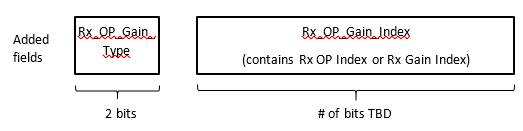 Added
fields
Rx_OP_Gain_
Type
Rx_OP_Gain_Index
(contains Rx OP Index or Rx Gain Index)
2 bits
# of bits TBD